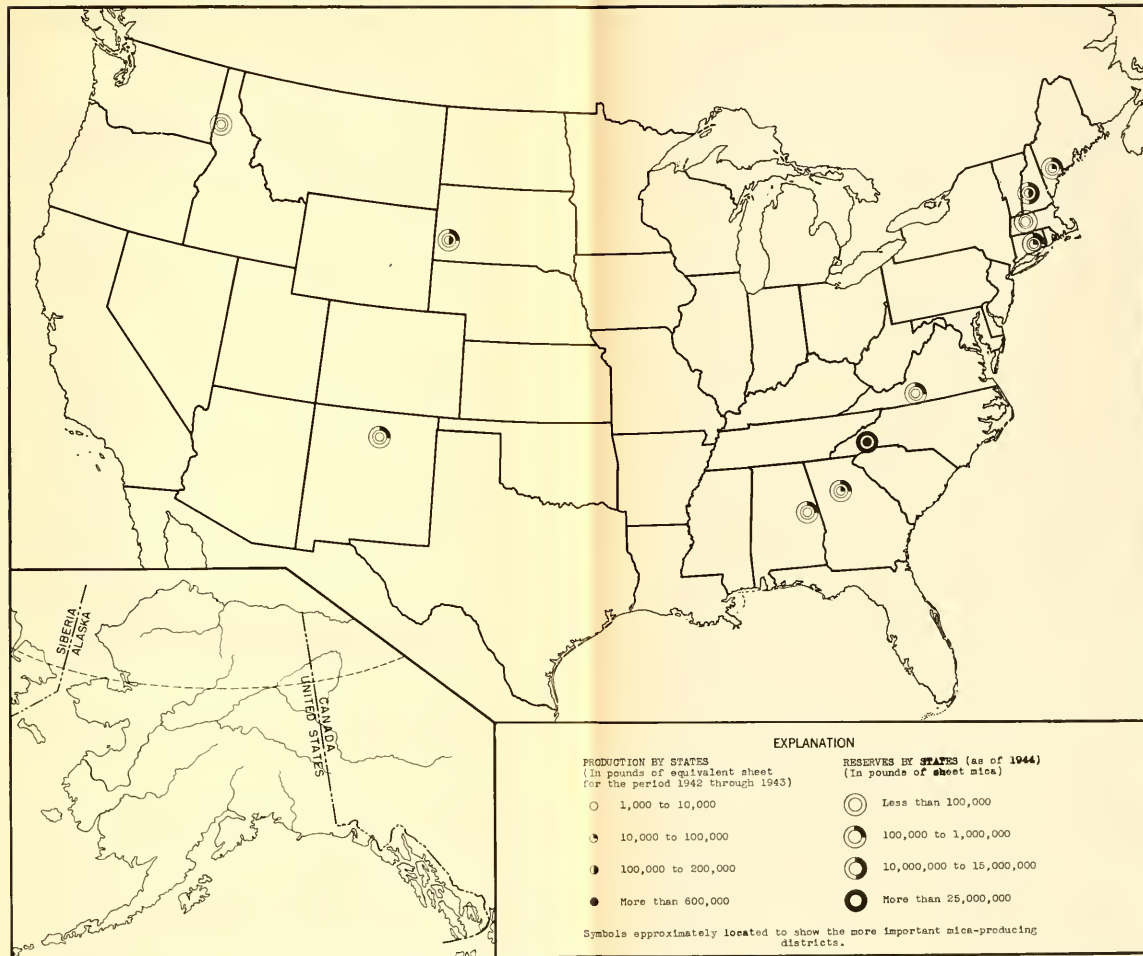 SIBERIA
ALASKA
CANADA
UNITED STATES
EXPLANATION
PRODUCTION BY STATES
(In pounds of equivalent sheet
for the period 1942 through 1943)
1,000 to 10,000
10,000 to 100,000
100,000 to 200,000
More than 600,000
RESERVES BY STATES (as of 1944)
(In pounds of sheet mica)
Less than 100,000
100,000 to 1,000,000
10,000,000 to 15,000,000
More than 25,000,000
Symbols epproximately located to show the more important mica-producing
districts.